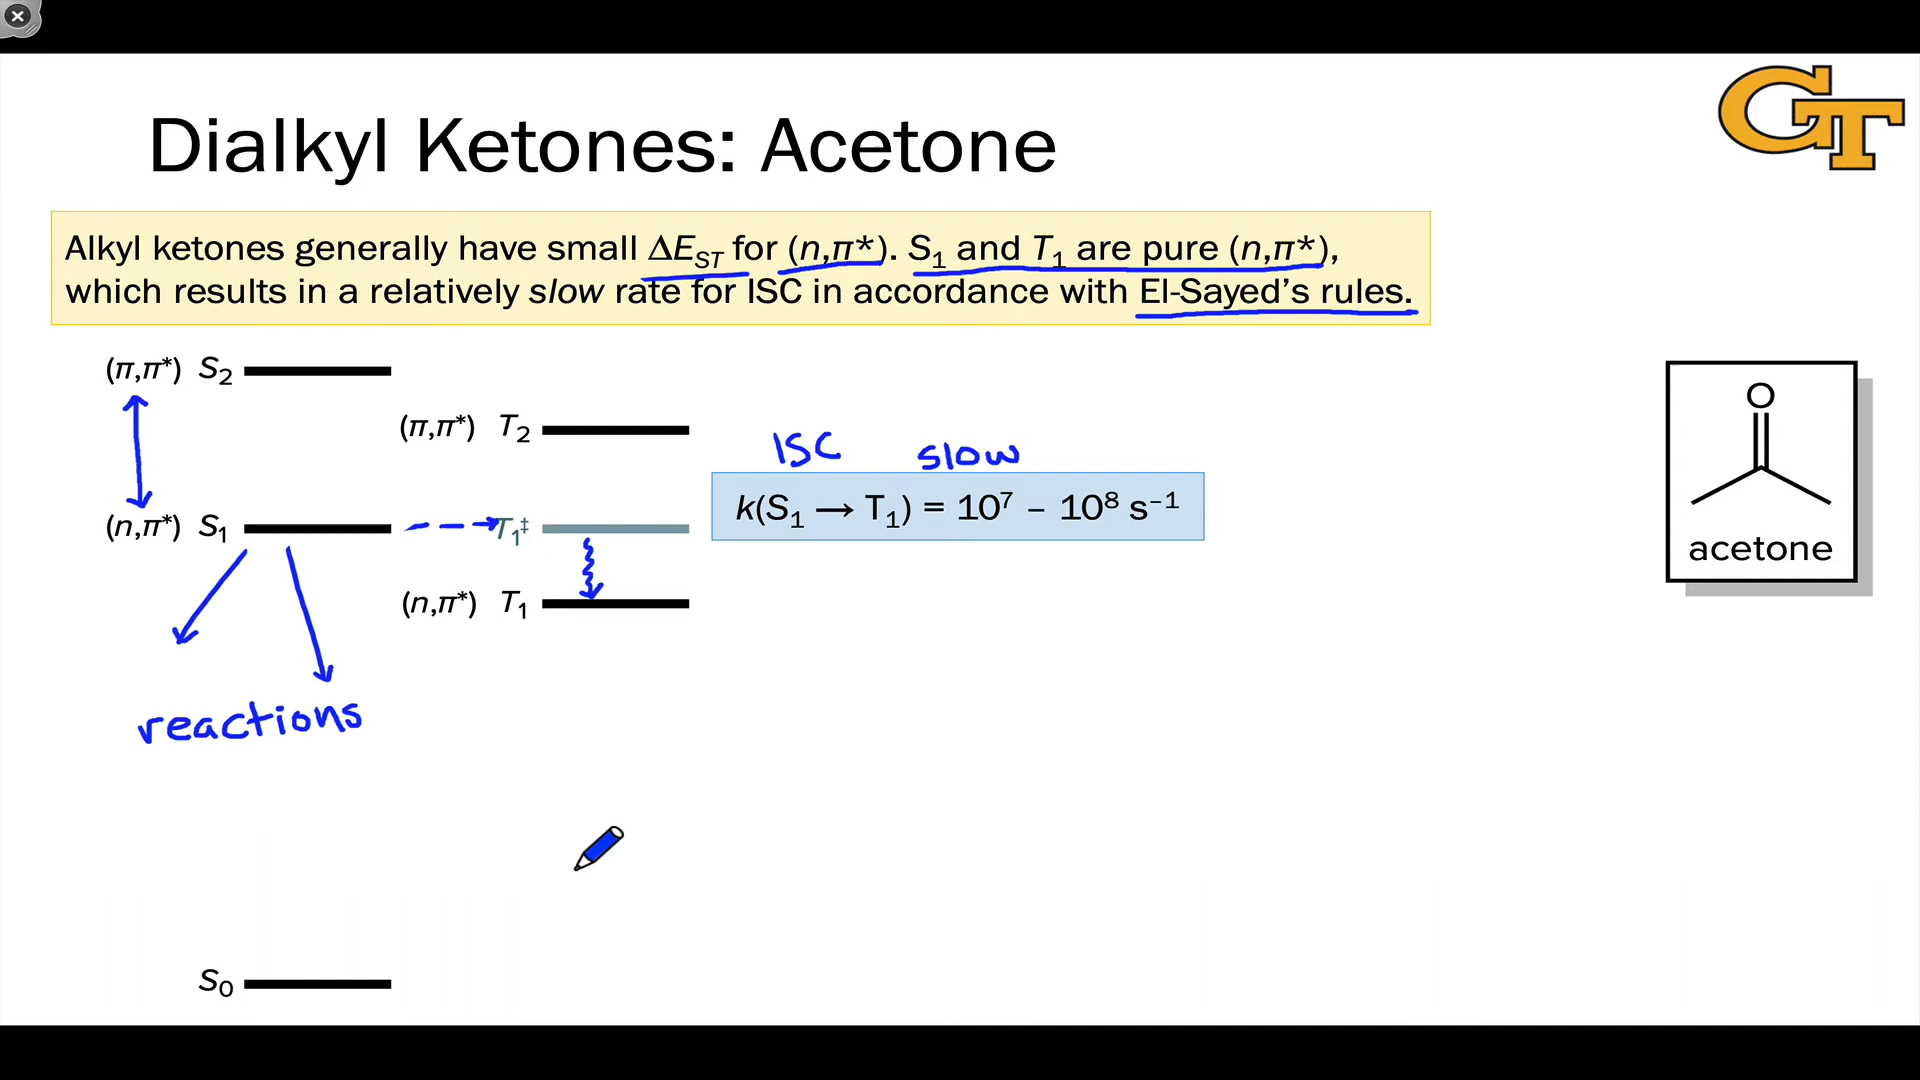 GT
Dialkyl Ketones: Acetone
Alkyl ketones generally have small ΔE_ST for (n,π*). S₁ and T₁ are pure (n,π*),
which results in a relatively slow rate for ISC in accordance with El-Sayed’s rules.
(π,π*) S₂
(π,π*) T₂
ISC slow
k(S₁ → T₁) = 10⁷ – 10⁸ s⁻¹
(n,π*) S₁
T₁‡
(n,π*) T₁
O
acetone
reactions
S₀